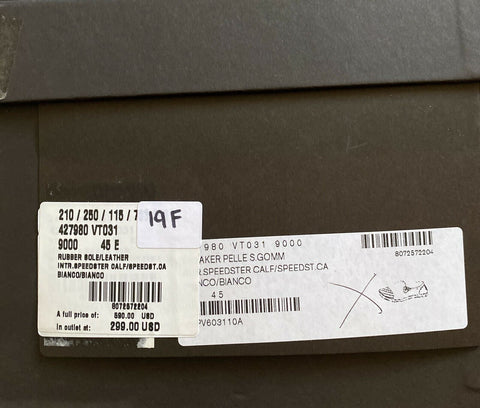 210 / 250 / 115 / 7
19F
427980 VT031
9000 45 E
RUBBER SOLE/LEATHER
INTR.SPEEDSTER CALF/SPEEDST.CA
BIANCO/BIANCO
8072572204
A full price of: 590.00 USD
In outlet at: 299.00 USD
7980 VT031 9000
AKER PELLE S.GOMM
R.SPEEDSTER CALF/SPEEDST.CA
NCO/BIANCO
45
PV603110A
8072572204